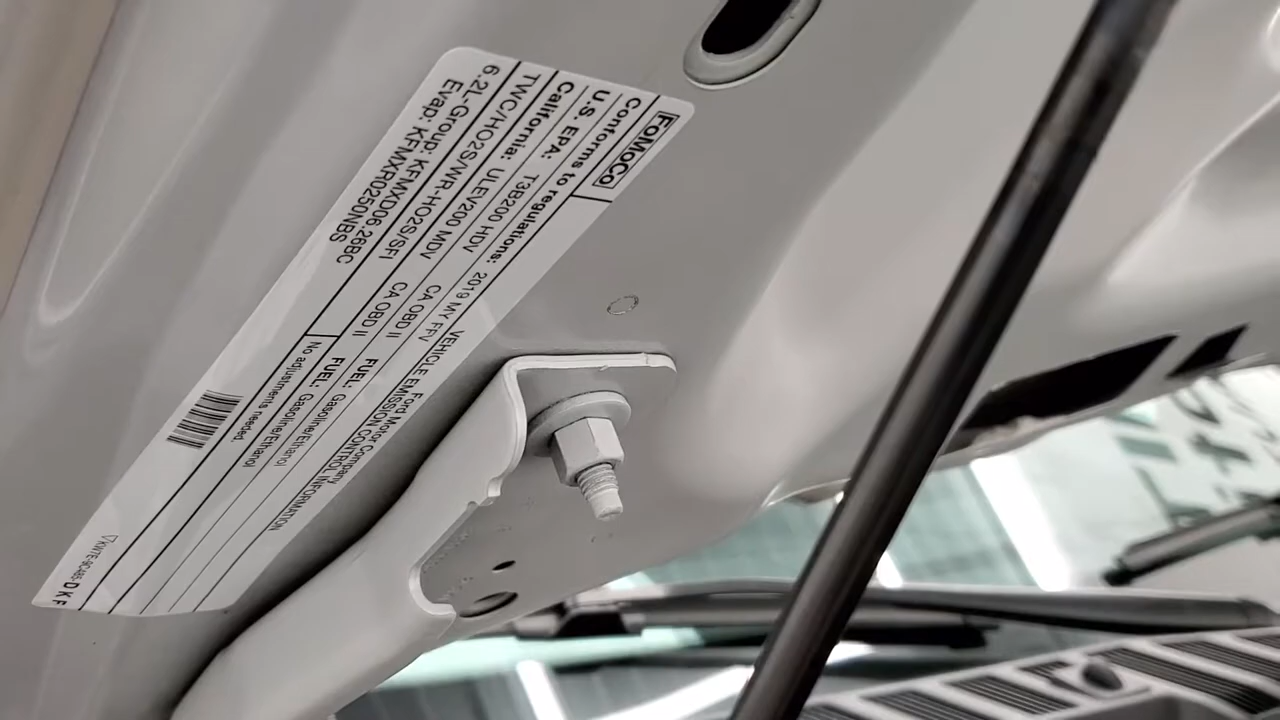 FoMoCo
Ford Motor Company
VEHICLE EMISSION CONTROL INFORMATION
Conforms to regulations: 2019 MY FFV
U.S. EPA: T3B200 HDV CA OBD II FUEL: Gasoline/Ethanol
California: ULEV200 MDV CA OBD II FUEL: Gasoline/Ethanol
TWC/HO2S/WR-HO2S/SFI
No adjustments needed
6.2L-Group: KFMXD06.26BC
Evap: KFMXR0250NBS
DKF